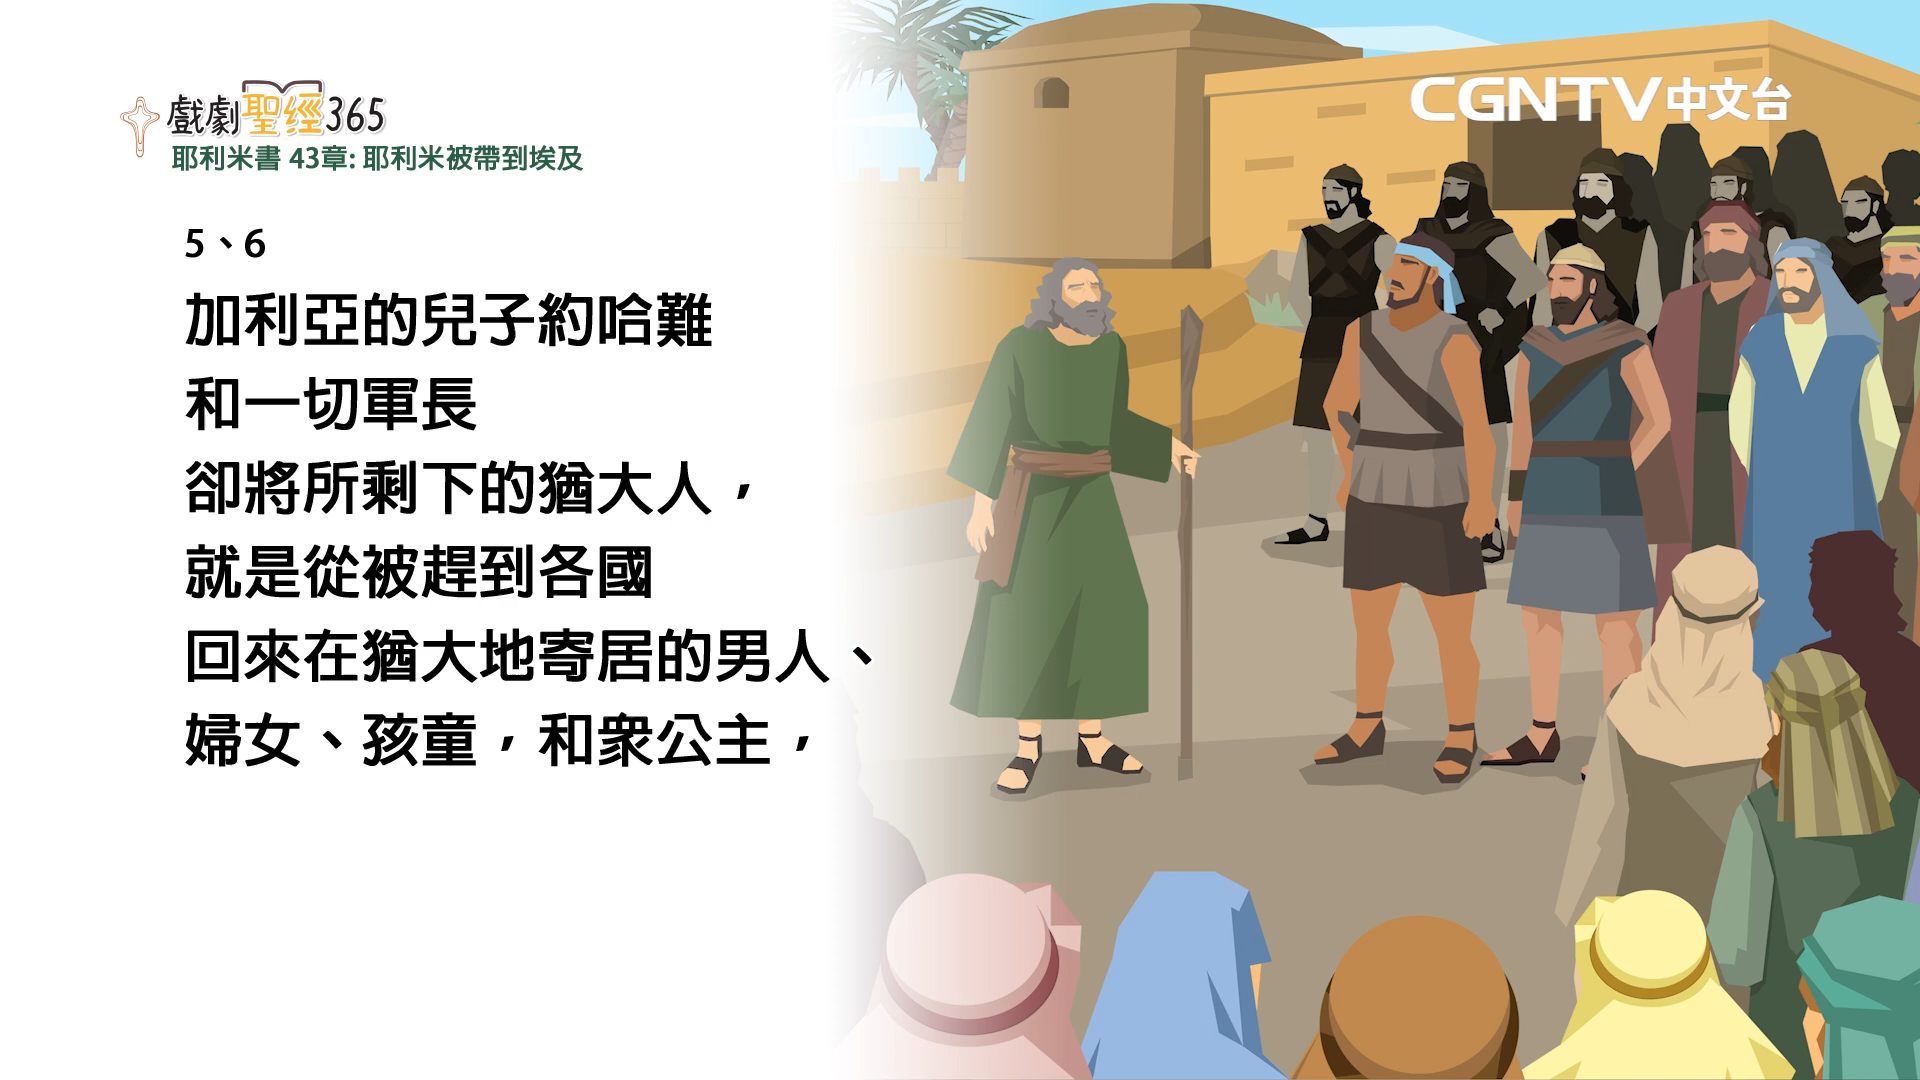 戲劇聖經365
CGNTV中文台
耶利米書 43章: 耶利米被帶到埃及
5、6
加利亞的兒子約哈難
和一切軍長
卻將所剩下的猶大人，
就是從被趕到各國
回來在猶大地寄居的男人、
婦女、孩童，和眾公主，